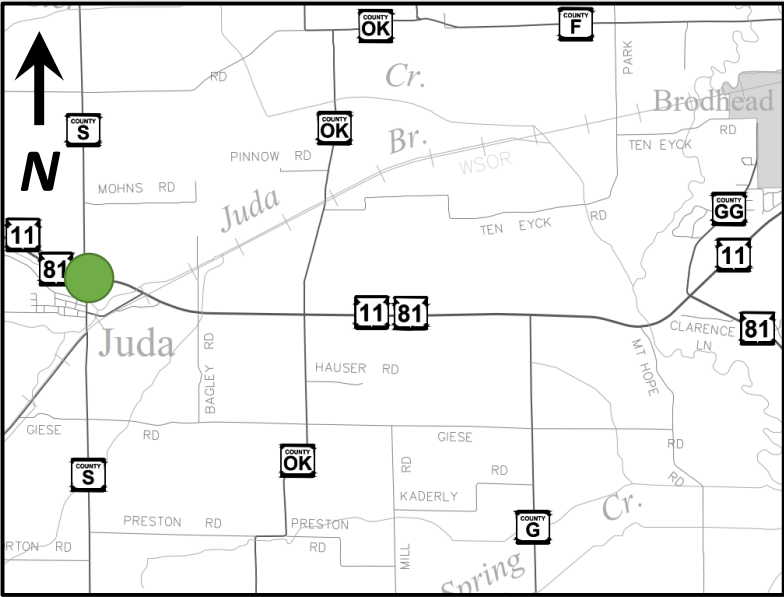 COUNTY
OK
COUNTY
F
PARK
RD
Cr.
Brodhead
COUNTY
S
COUNTY
OK
Br.
RD
TEN EYCK
PINNOW RD
WSOR
N
MOHNS RD
Juda
COUNTY
GG
RD
TEN EYCK
11
11
81
11
81
81
CLARENCE
LN
Juda
BAGLEY RD
HAUSER RD
MT HOPE
GIESE
RD
GIESE
RD
COUNTY
OK
COUNTY
S
RD
RD
RD
KADERLY
Cr.
PRESTON RD
PRESTON
RD
COUNTY
G
RTON RD
MILL
Spring